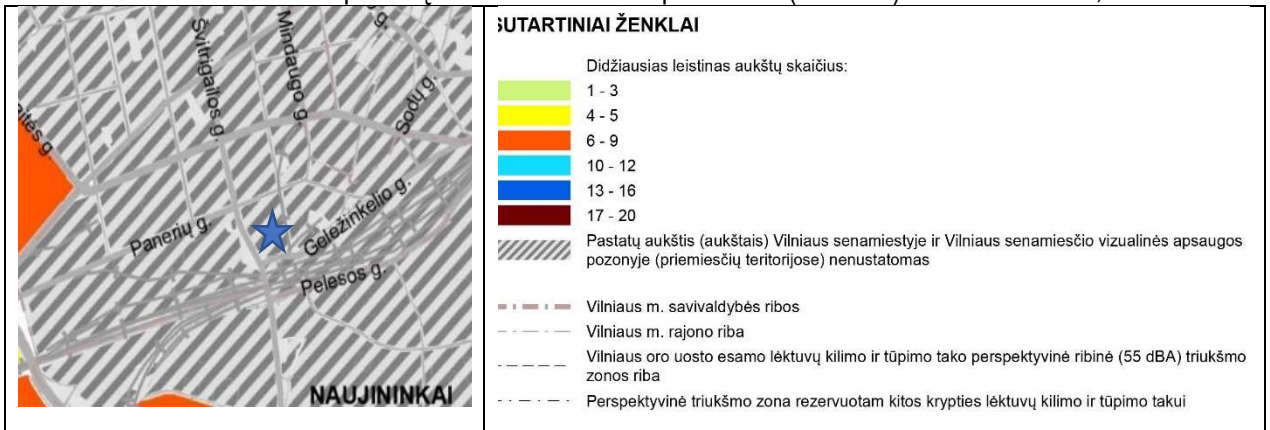 SUTARTINIAI ŽENKLAI
Didžiausias leistinas aukštų skaičius:
1 - 3
4 - 5
6 - 9
10 - 12
13 - 16
17 - 20
Pastatų aukštis (aukštais) Vilniaus senamiestyje ir Vilniaus senamiesčio vizualinės apsaugos
pozonyje (priemiesčių teritorijose) nenustatomas
Vilniaus m. savivaldybės ribos
Vilniaus m. rajono riba
Vilniaus oro uosto esamo lėktuvų kilimo ir tūpimo tako perspektyvinė ribinė (55 dBA) triukšmo
zonos riba
Perspektyvinė triukšmo zona rezervuotam kitos krypties lėktuvų kilimo ir tūpimo takui
Švitrigailos g.
Mindaugo g.
Sodų g.
aitės g.
Panerių g.
Geležinkelio g.
Pelesos g.
NAUJININKAI